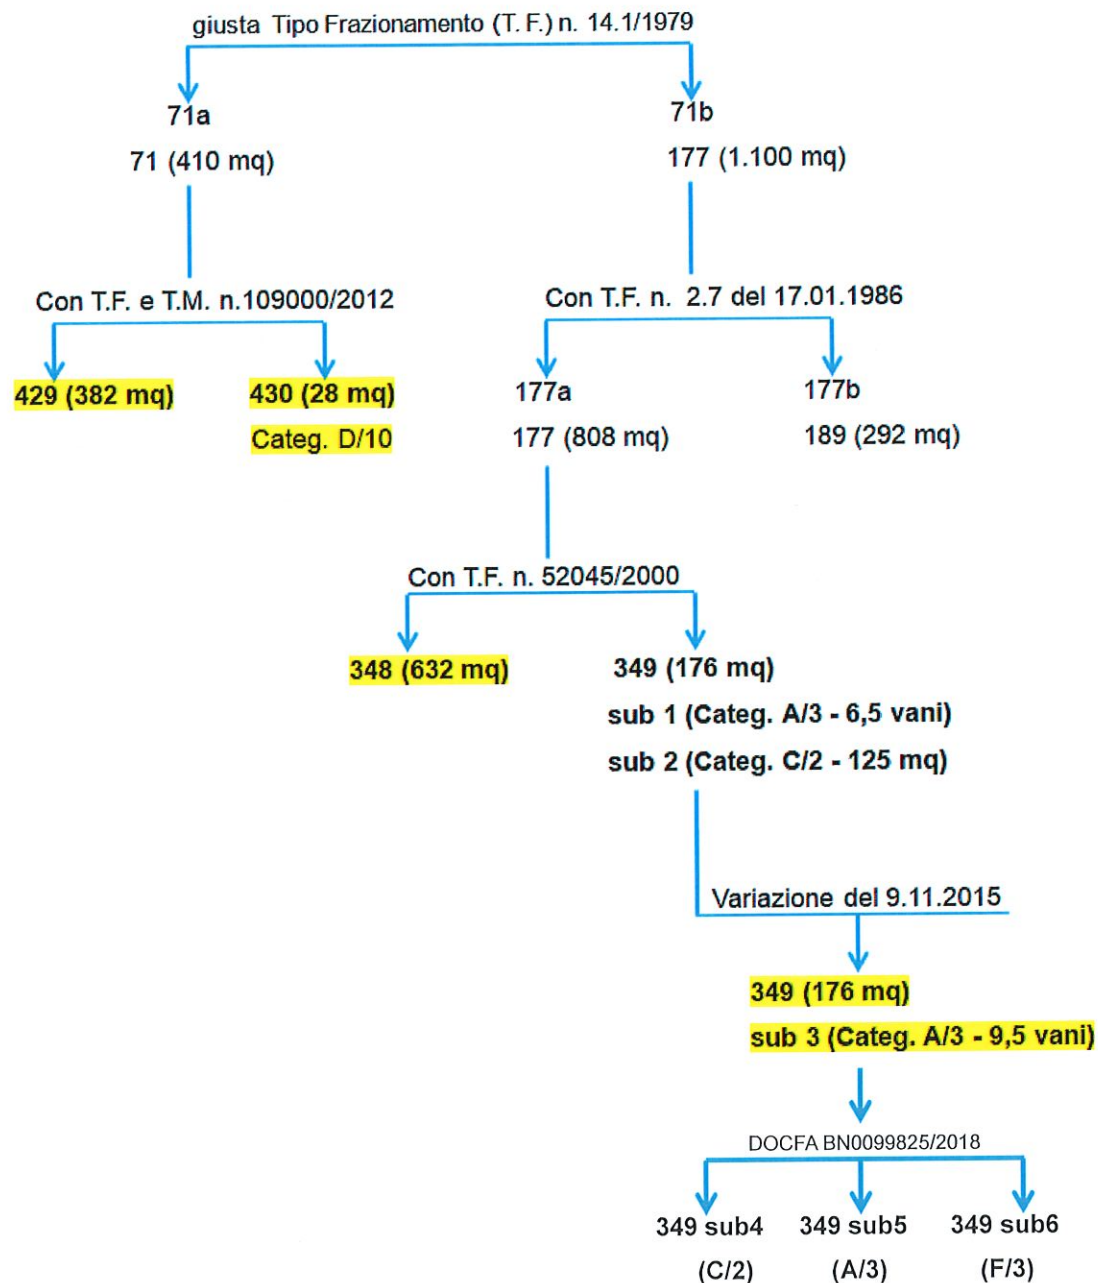 giusta Tipo Frazionamento (T. F.) n. 14.1/1979
71a
71 (410 mq)
71b
177 (1.100 mq)
Con T.F. e T.M. n.109000/2012
429 (382 mq)
430 (28 mq)
Categ. D/10
Con T.F. n. 2.7 del 17.01.1986
177a
177 (808 mq)
177b
189 (292 mq)
Con T.F. n. 52045/2000
348 (632 mq)
349 (176 mq)
sub 1 (Categ. A/3 - 6,5 vani)
sub 2 (Categ. C/2 - 125 mq)
Variazione del 9.11.2015
349 (176 mq)
sub 3 (Categ. A/3 - 9,5 vani)
DOCFA BN0099825/2018
349 sub4
(C/2)
349 sub5
(A/3)
349 sub6
(F/3)